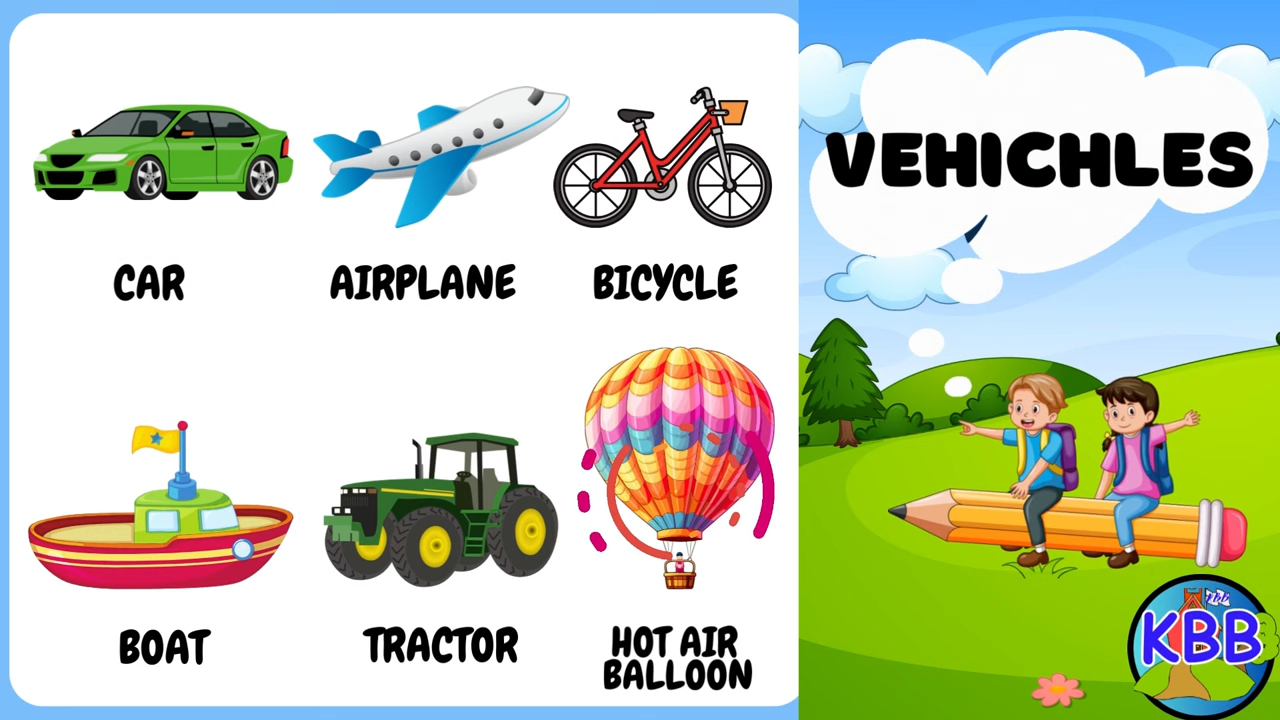 VEHICHLES
CAR
AIRPLANE
BICYCLE
BOAT
TRACTOR
HOT AIR
BALLOON
KBB